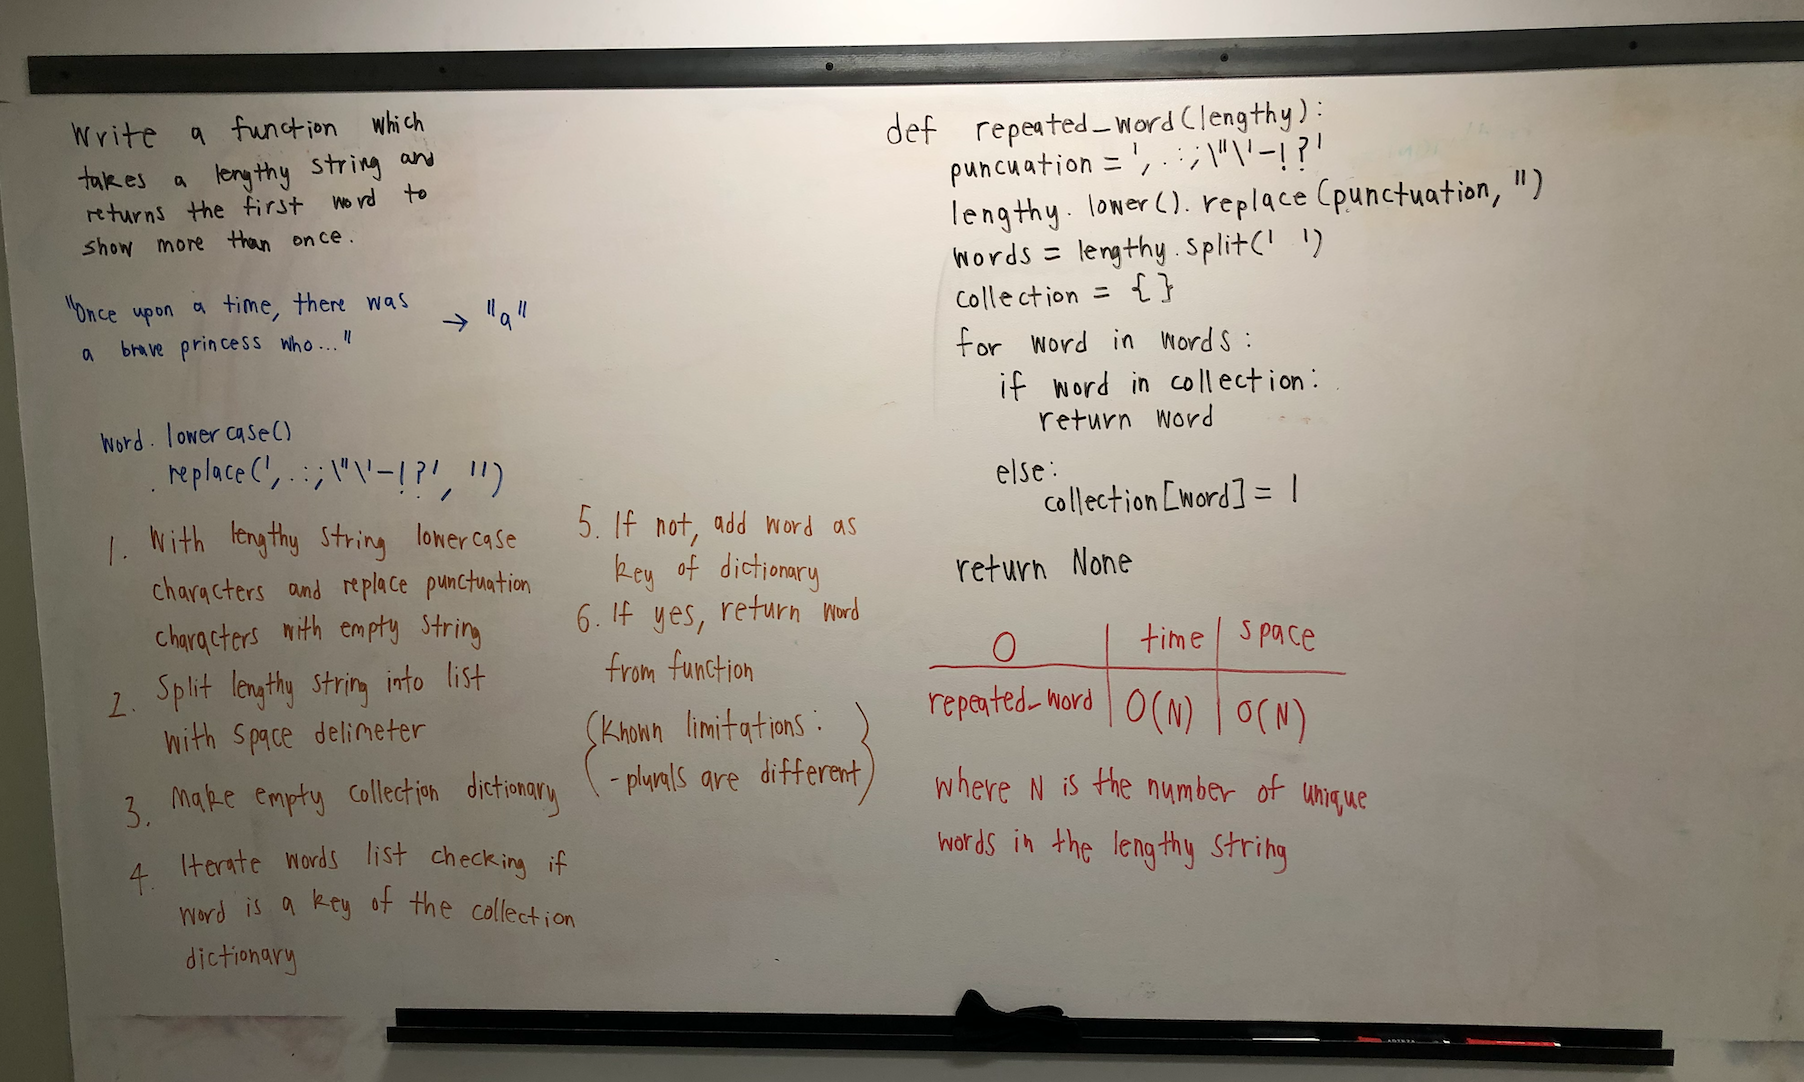 Write a function which
takes a lengthy string and
returns the first word to
show more than once.
"Once upon a time, there was
a brave princess who..."
→ "a"
word.lowercase()
.replace(',.:;\"\'-!?', '')
1. With lengthy string lowercase
characters and replace punctuation
characters with empty string
2. Split lengthy string into list
with space delimeter
3. Make empty collection dictionary
4. Iterate words list checking if
word is a key of the collection
dictionary
5. If not, add word as
key of dictionary
6. If yes, return word
from function
(Known limitations:
- plurals are different)
def repeated_word(lengthy):
puncuation = ',.:;\"\'-!?'
lengthy.lower().replace(punctuation, '')
words = lengthy.split(' ')
collection = {}
for word in words:
if word in collection:
return word
else:
collection[word] = 1
return None
O | time | space
repeated_word | O(N) | O(N)
where N is the number of unique
words in the lengthy string